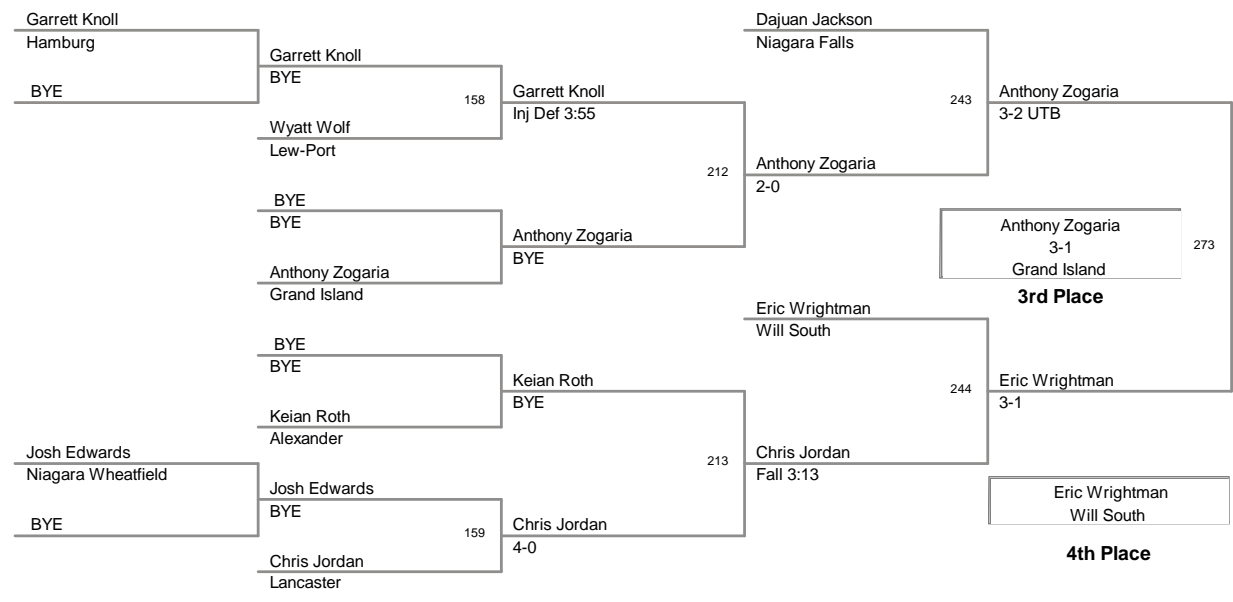 Garrett Knoll
Hamburg
BYE
Garrett Knoll
BYE
158
Wyatt Wolf
Lew-Port
Garrett Knoll
Inj Def 3:55
BYE
BYE
Anthony Zogaria
Grand Island
Anthony Zogaria
BYE
212
Dajuan Jackson
Niagara Falls
Anthony Zogaria
2-0
243
Anthony Zogaria
3-2 UTB
Anthony Zogaria
3-1
Grand Island
273
3rd Place
BYE
BYE
Keian Roth
Alexander
Keian Roth
BYE
Josh Edwards
Niagara Wheatfield
BYE
Josh Edwards
BYE
159
Chris Jordan
Lancaster
Chris Jordan
4-0
213
Eric Wrightman
Will South
Chris Jordan
Fall 3:13
244
Eric Wrightman
3-1
Eric Wrightman
Will South
4th Place